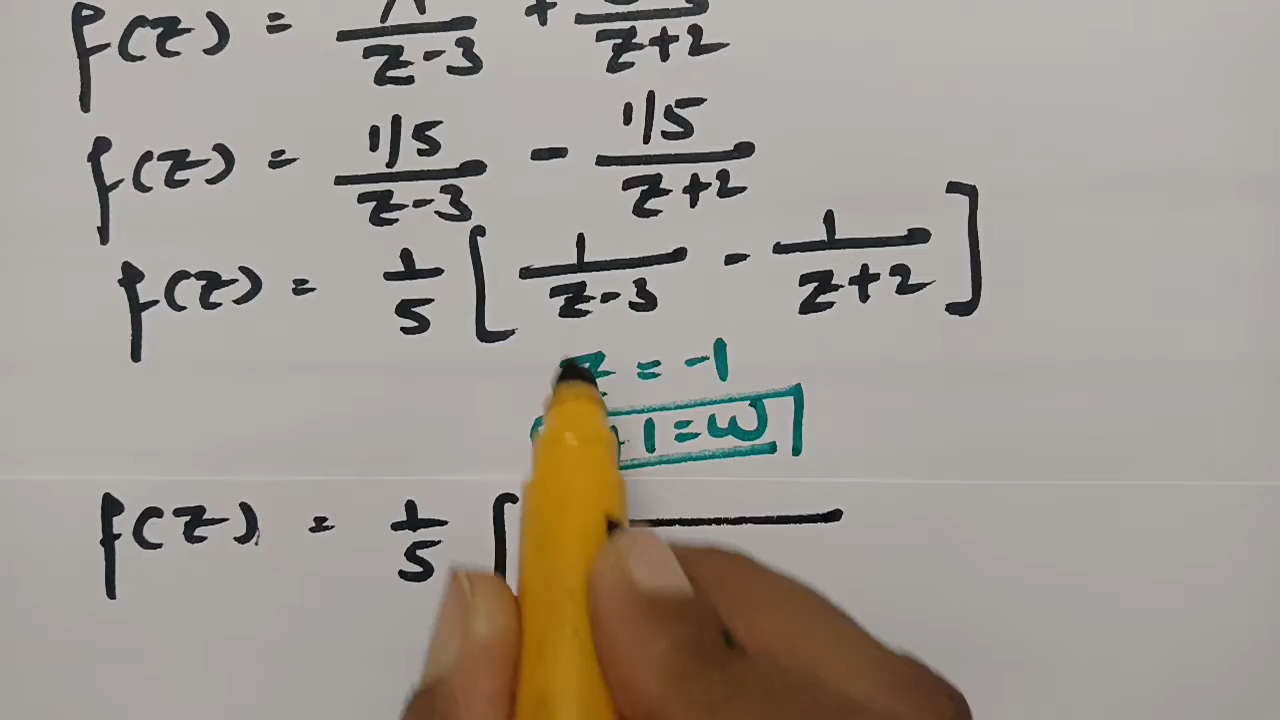 f(z) = /z-3 + /z+2
f(z) = 1/5/z-3 - 1/5/z+2
f(z) = 1/5 [ 1/z-3 - 1/z+2 ]
z = -1
1 = w
f(z) = 1/5 [